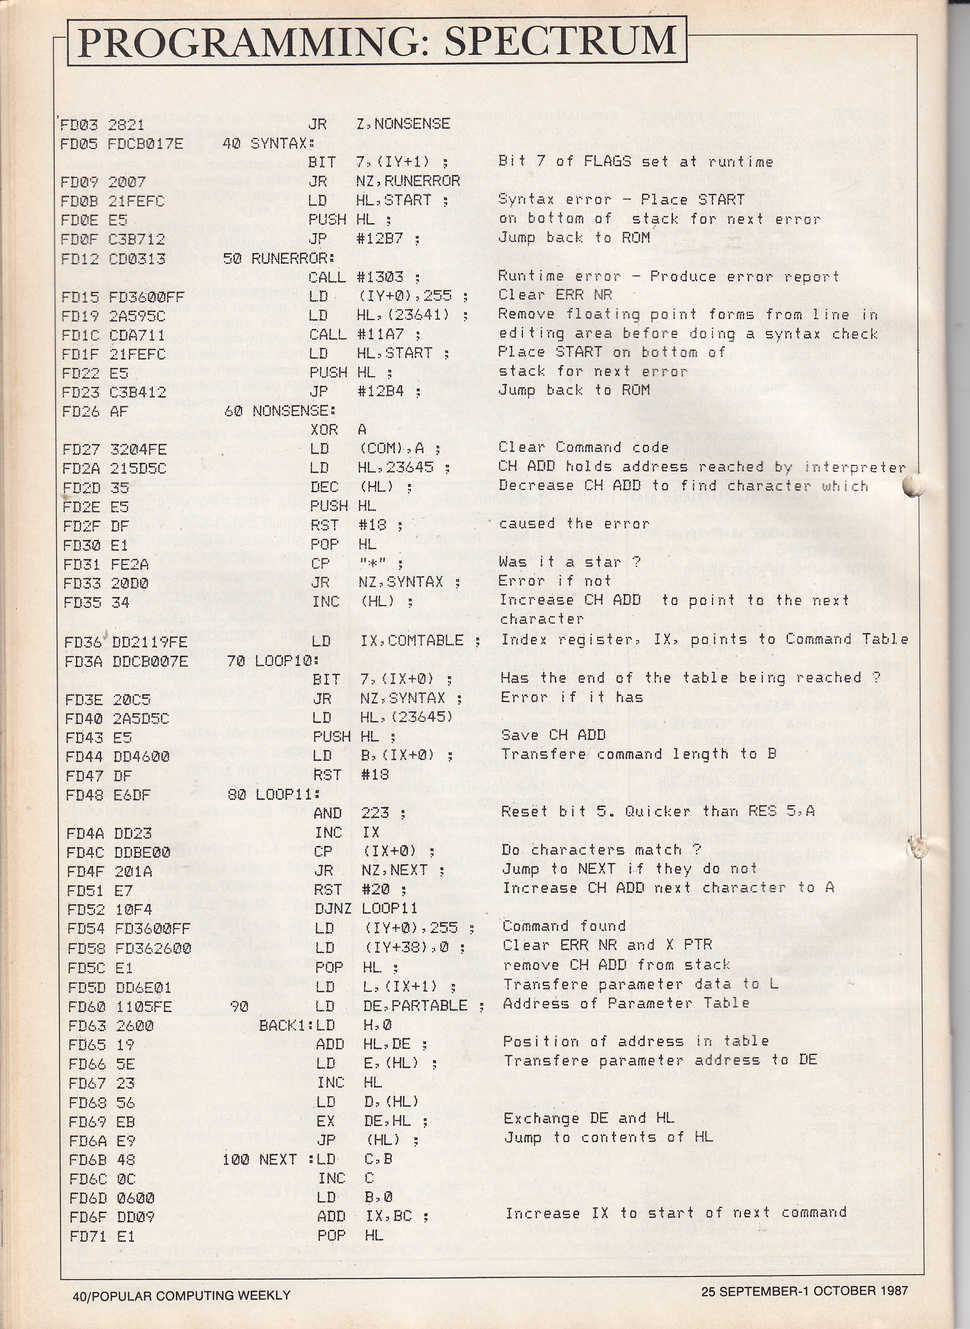 PROGRAMMING: SPECTRUM
FD03 2821 JR Z,NONSENSE
FD05 FDCB017E 40 SYNTAX:
BIT 7,(IY+1) ; Bit 7 of FLAGS set at runtime
FD09 2007 JR NZ,RUNERROR
FD0B 21FEFC LD HL,START ; Syntax error - Place START
FD0E E5 PUSH HL ; on bottom of stack for next error
FD0F C3B712 JP #12B7 ; Jump back to ROM
FD12 CD0313 50 RUNERROR:
CALL #1303 ; Runtime error - Produce error report
FD15 FD3600FF LD (IY+0),255 ; Clear ERR NR
FD19 2A595C LD HL,(23641) ; Remove floating point forms from line in
FD1C CDA711 CALL #11A7 ; editing area before doing a syntax check
FD1F 21FEFC LD HL,START ; Place START on bottom of
FD22 E5 PUSH HL ; stack for next error
FD23 C3B412 JP #12B4 ; Jump back to ROM
FD26 AF 60 NONSENSE:
XOR A
FD27 3204FE LD (COM),A ; Clear Command code
FD2A 215D5C LD HL,23645 ; CH ADD holds address reached by interpreter
FD2D 35 DEC (HL) ; Decrease CH ADD to find character which
FD2E E5 PUSH HL
FD2F DF RST #18 ; caused the error
FD30 E1 POP HL
FD31 FE2A CP "*" ; Was it a star ?
FD33 20D0 JR NZ,SYNTAX ; Error if not
FD35 34 INC (HL) ; Increase CH ADD to point to the next
character
FD36 DD2119FE LD IX,COMTABLE ; Index register, IX, points to Command Table
FD3A DDCB007E 70 LOOP10:
BIT 7,(IX+0) ; Has the end of the table being reached ?
FD3E 20C5 JR NZ,SYNTAX ; Error if it has
FD40 2A5D5C LD HL,(23645)
FD43 E5 PUSH HL ; Save CH ADD
FD44 DD4600 LD B,(IX+0) ; Transfere command length to B
FD47 DF RST #18
FD48 E6DF 80 LOOP11:
AND 223 ; Reset bit 5. Quicker than RES 5,A
FD4A DD23 INC IX
FD4C DDBE00 CP (IX+0) ; Do characters match ?
FD4F 201A JR NZ,NEXT ; Jump to NEXT if they do not
FD51 E7 RST #20 ; Increase CH ADD next character to A
FD52 10F4 DJNZ LOOP11
FD54 FD3600FF LD (IY+0),255 ; Command found
FD58 FD362600 LD (IY+38),0 ; Clear ERR NR and X PTR
FD5C E1 POP HL ; remove CH ADD from stack
FD5D DD6E01 LD L,(IX+1) ; Transfere parameter data to L
FD60 1105FE 90 LD DE,PARTABLE ; Address of Parameter Table
FD63 2600 BACK1:LD H,0
FD65 19 ADD HL,DE ; Position of address in table
FD66 5E LD E,(HL) ; Transfere parameter address to DE
FD67 23 INC HL
FD68 56 LD D,(HL)
FD69 EB EX DE,HL ; Exchange DE and HL
FD6A E9 JP (HL) ; Jump to contents of HL
FD6B 48 100 NEXT :LD C,B
FD6C 0C INC C
FD6D 0600 LD B,0
FD6F DD09 ADD IX,BC ; Increase IX to start of next command
FD71 E1 POP HL
40/POPULAR COMPUTING WEEKLY
25 SEPTEMBER-1 OCTOBER 1987